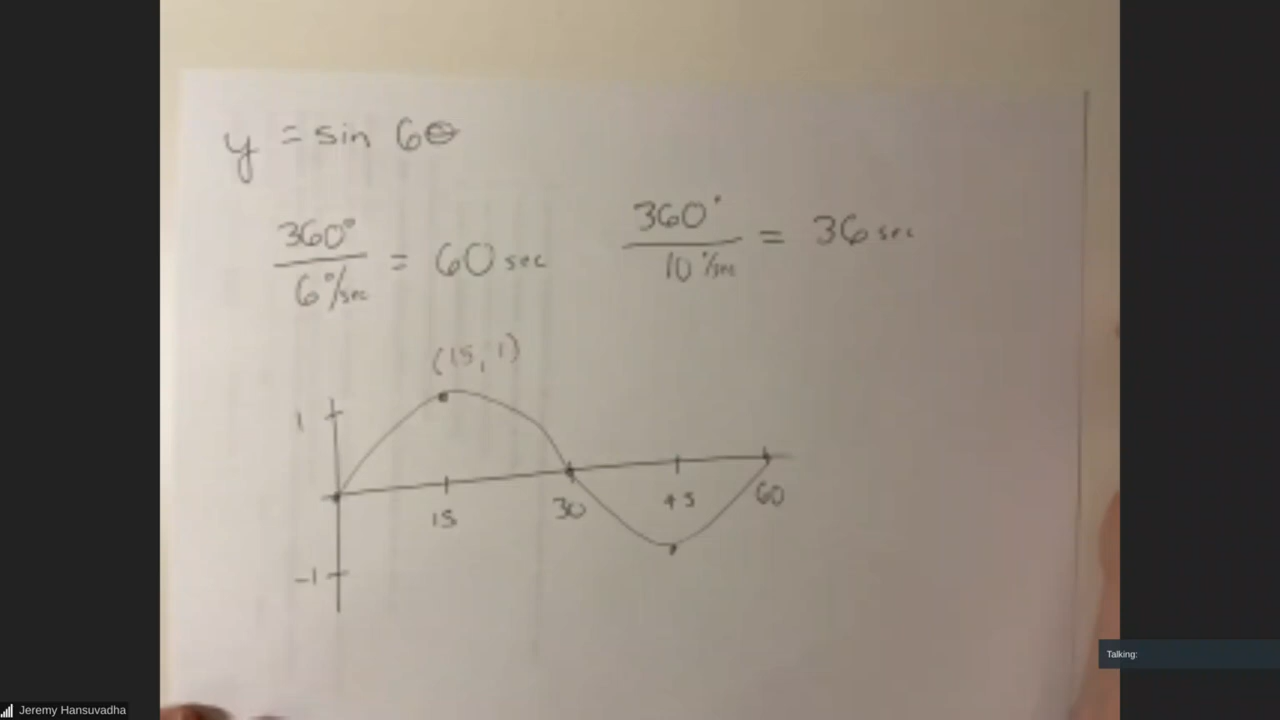 y = sin 6θ
360° / 6°/sec = 60 sec
360° / 10°/sec = 36 sec
(15, 1)
1
15 30 45 60
-1
Talking:
Jeremy Hansuvadha